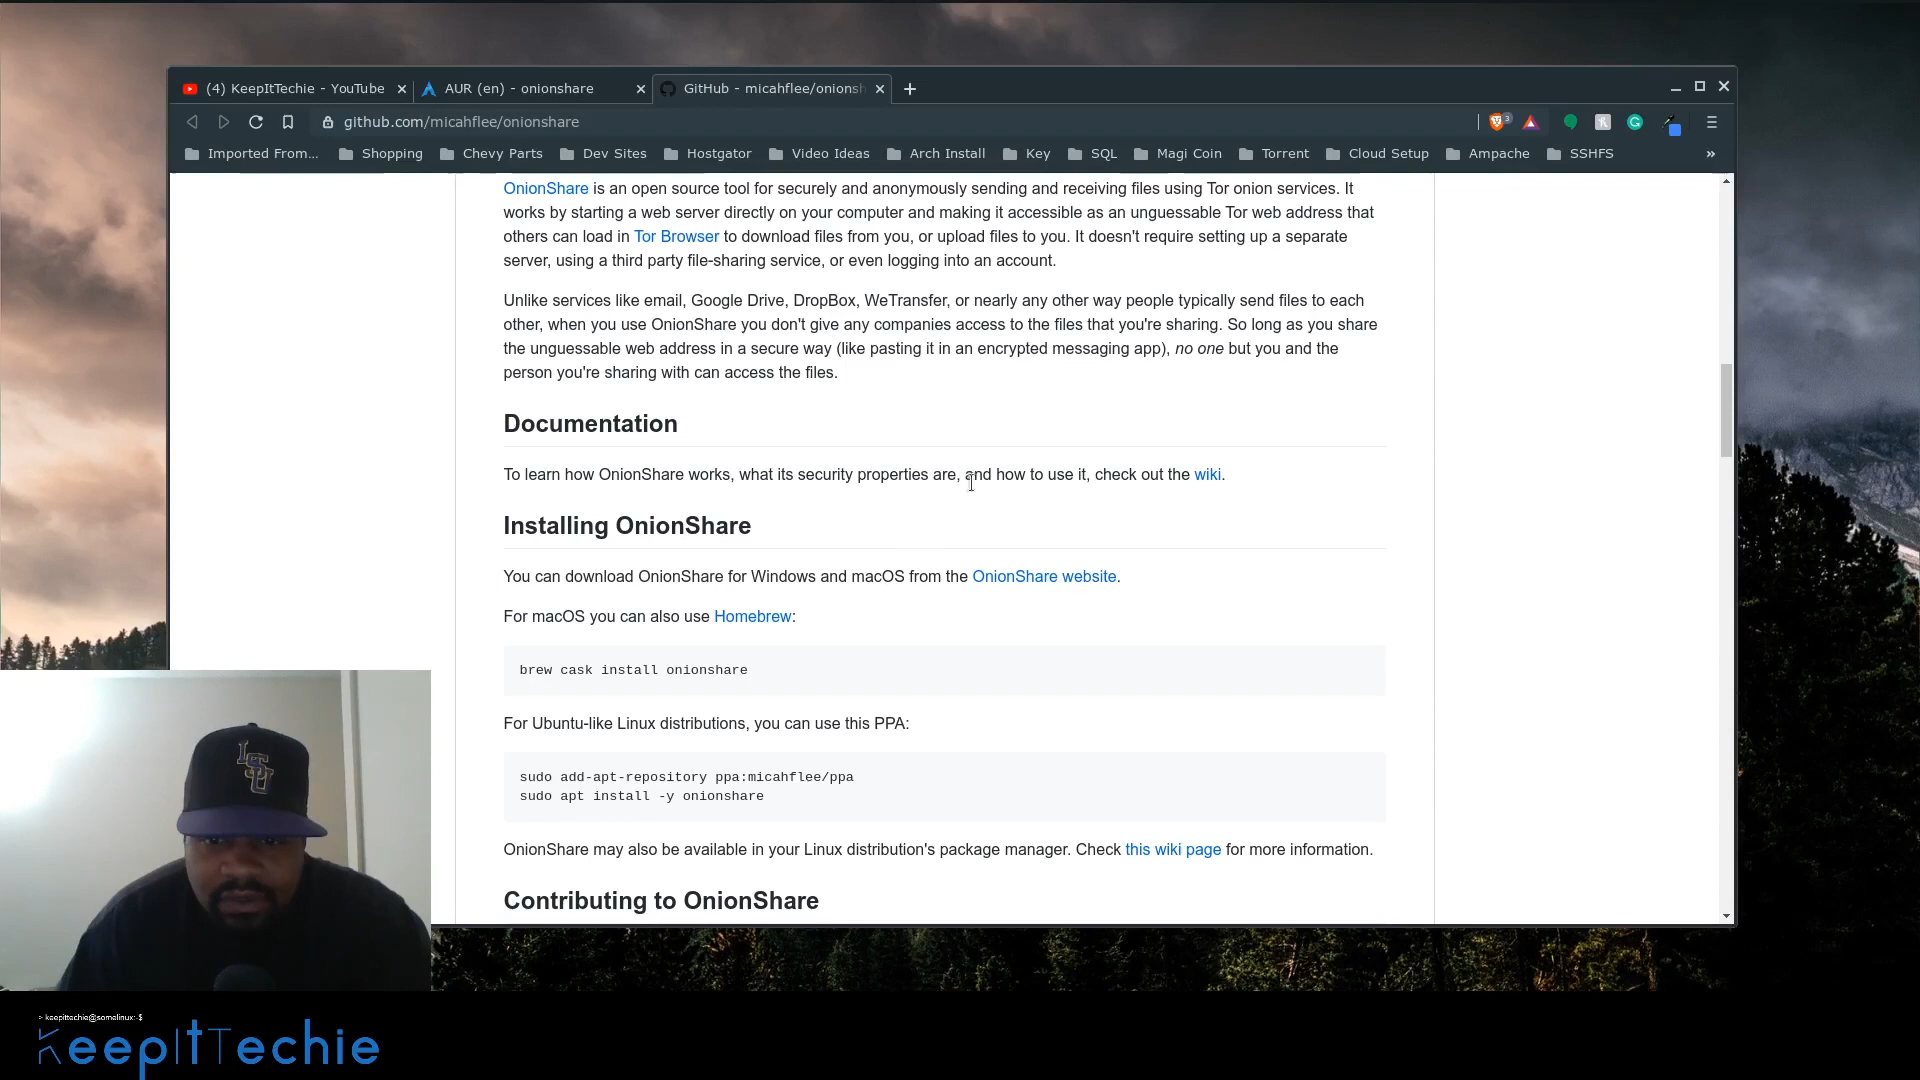 (4) KeepItTechie - YouTube
AUR (en) - onionshare
GitHub - micahflee/onionsh
github.com/micahflee/onionshare
3
Imported From... Shopping Chevy Parts Dev Sites Hostgator Video Ideas Arch Install Key SQL Magi Coin Torrent Cloud Setup Ampache SSHFS »
OnionShare is an open source tool for securely and anonymously sending and receiving files using Tor onion services. It
works by starting a web server directly on your computer and making it accessible as an unguessable Tor web address that
others can load in Tor Browser to download files from you, or upload files to you. It doesn't require setting up a separate
server, using a third party file-sharing service, or even logging into an account.
Unlike services like email, Google Drive, DropBox, WeTransfer, or nearly any other way people typically send files to each
other, when you use OnionShare you don't give any companies access to the files that you're sharing. So long as you share
the unguessable web address in a secure way (like pasting it in an encrypted messaging app), no one but you and the
person you're sharing with can access the files.
Documentation
To learn how OnionShare works, what its security properties are, and how to use it, check out the wiki.
Installing OnionShare
You can download OnionShare for Windows and macOS from the OnionShare website.
For macOS you can also use Homebrew:
brew cask install onionshare
For Ubuntu-like Linux distributions, you can use this PPA:
sudo add-apt-repository ppa:micahflee/ppa
sudo apt install -y onionshare
OnionShare may also be available in your Linux distribution's package manager. Check this wiki page for more information.
Contributing to OnionShare
LSU
> keepittechie@somelinux:-$
KeepItTechie